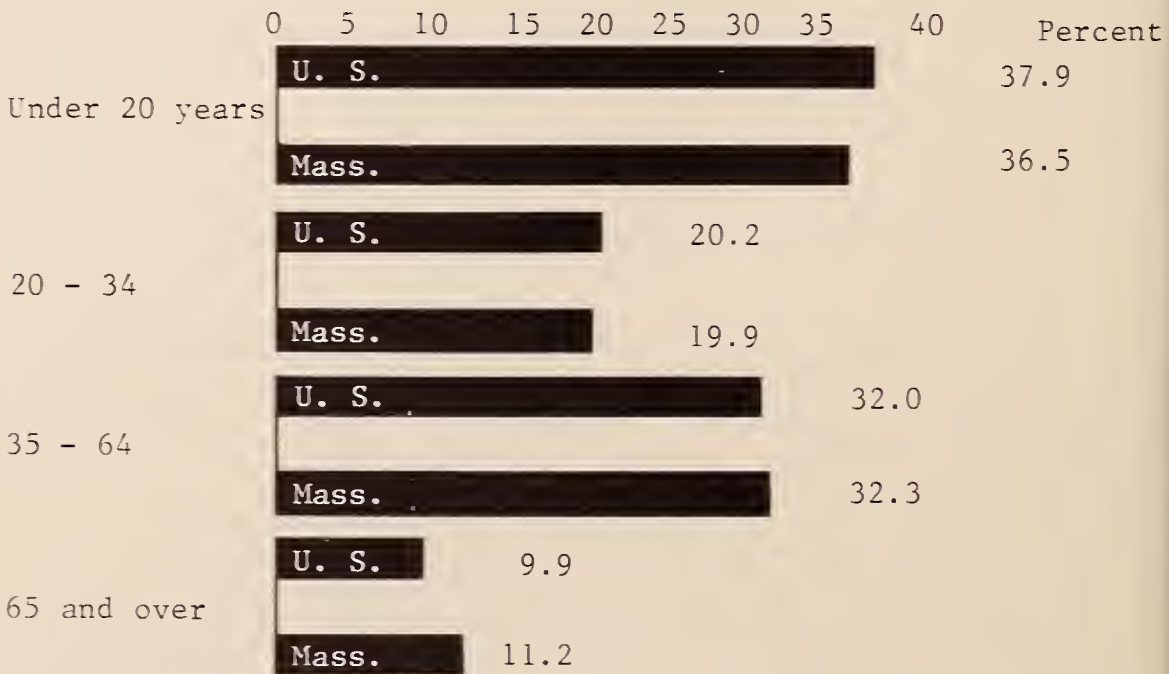 0 5 10 15 20 25 30 35 40 Percent
U. S. 37.9
Under 20 years
Mass. 36.5
U. S. 20.2
20 - 34
Mass. 19.9
U. S. 32.0
35 - 64
Mass. 32.3
U. S. 9.9
65 and over
Mass. 11.2